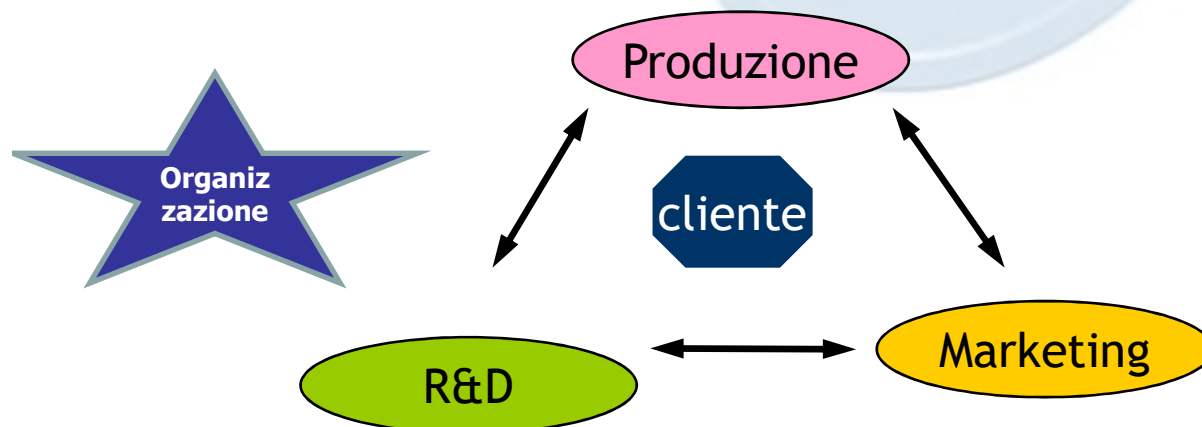 Produzione
Organiz
zazione
cliente
Marketing
R&D